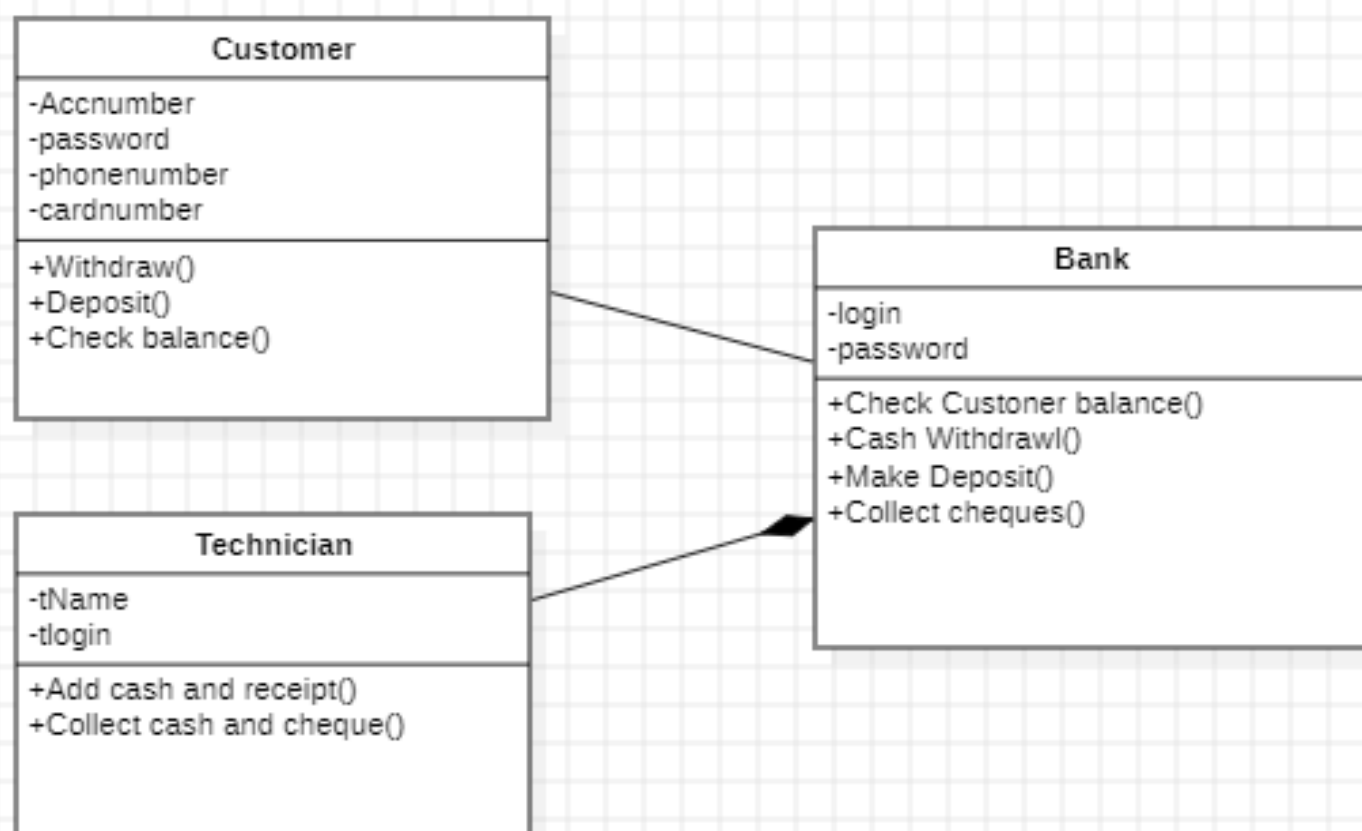 Customer
-Accnumber
-password
-phonenumber
-cardnumber
+Withdraw()
+Deposit()
+Check balance()
Bank
-login
-password
+Check Custoner balance()
+Cash Withdrawl()
+Make Deposit()
+Collect cheques()
Technician
-tName
-tlogin
+Add cash and receipt()
+Collect cash and cheque()